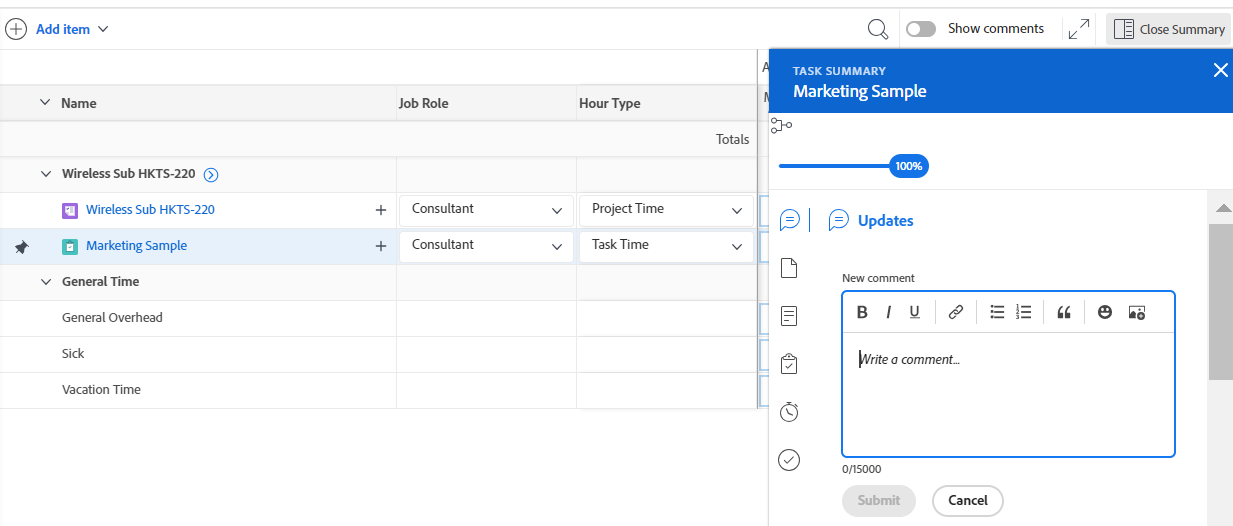 Add item
Show comments
Close Summary
TASK SUMMARY
Marketing Sample
Name Job Role Hour Type
Totals
100%
Wireless Sub HKTS-220
Wireless Sub HKTS-220 Consultant Project Time
Marketing Sample Consultant Task Time
General Time
General Overhead
Sick
Vacation Time
Updates
New comment
B I U
Write a comment...
0/15000
Submit Cancel